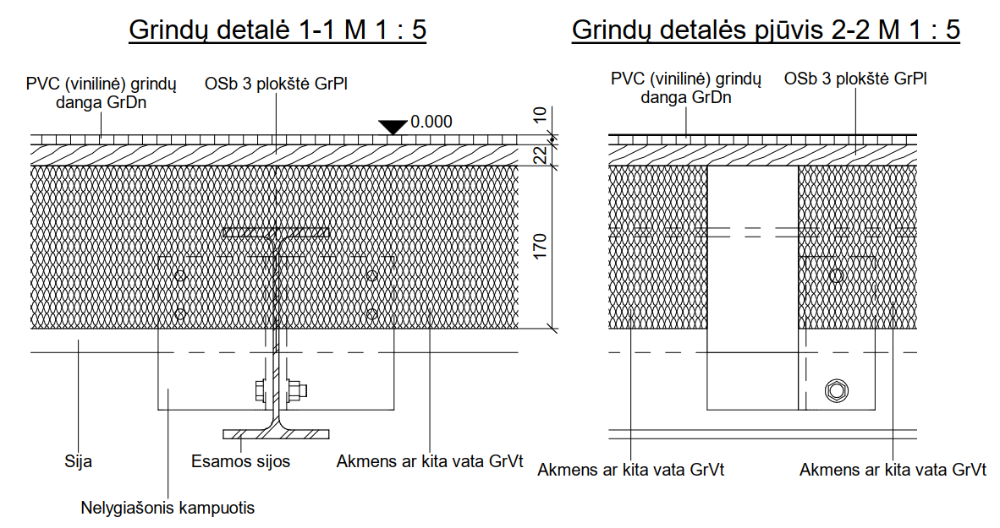 Grindų detalė 1-1 M 1 : 5
Grindų detalės pjūvis 2-2 M 1 : 5
PVC (vinilinė) grindų
danga GrDn
OSb 3 plokštė GrPl
0.000
10
22
170
PVC (vinilinė) grindų
danga GrDn
OSb 3 plokštė GrPl
Sija
Esamos sijos
Akmens ar kita vata GrVt
Nelygiašonis kampuotis
Akmens ar kita vata GrVt
Akmens ar kita vata GrVt